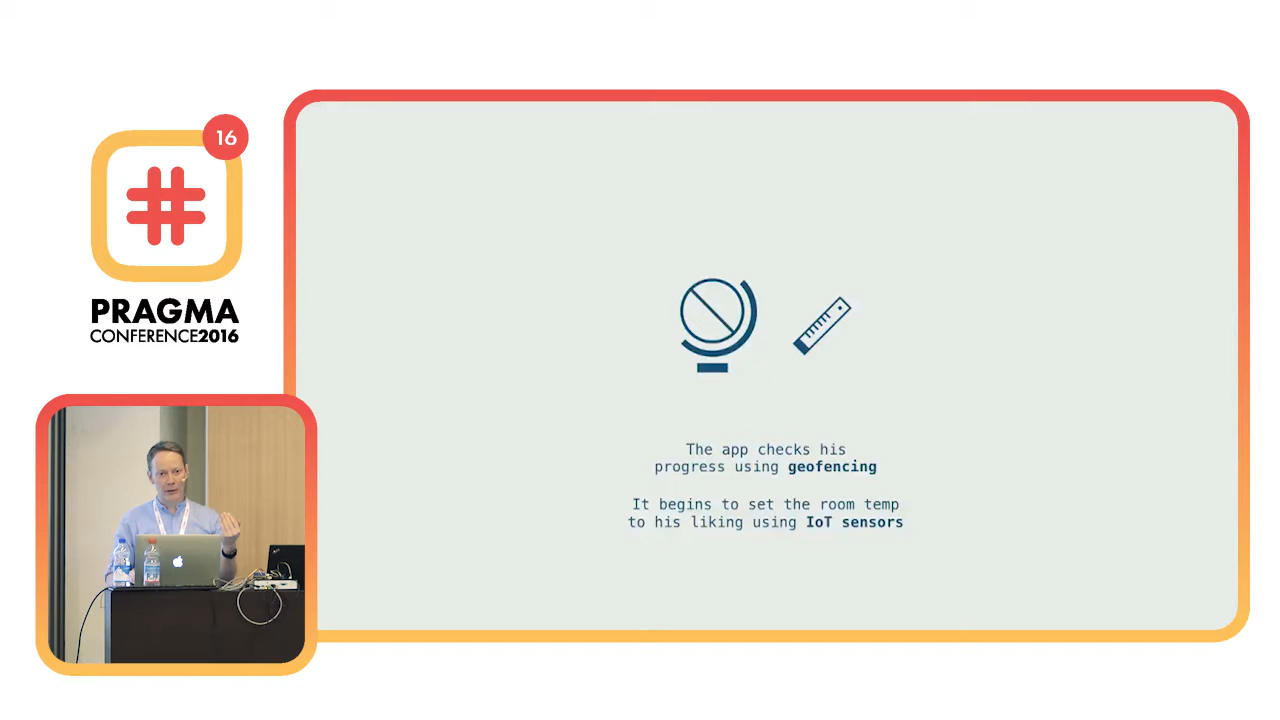 16
#
PRAGMA
CONFERENCE2016
The app checks his
progress using geofencing
It begins to set the room temp
to his liking using IoT sensors